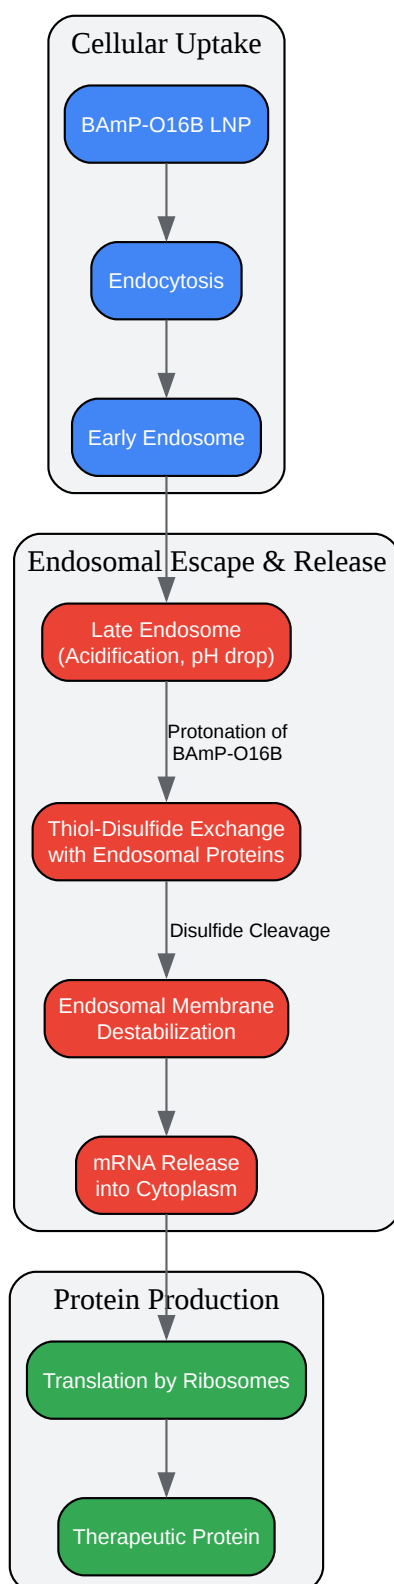 Cellular Uptake
BAmP-O16B LNP
Endocytosis
Early Endosome
Endosomal Escape & Release
Late Endosome
(Acidification, pH drop)
Protonation of
BAmP-O16B
Thiol-Disulfide Exchange
with Endosomal Proteins
Disulfide Cleavage
Endosomal Membrane
Destabilization
mRNA Release
into Cytoplasm
Protein Production
Translation by Ribosomes
Therapeutic Protein